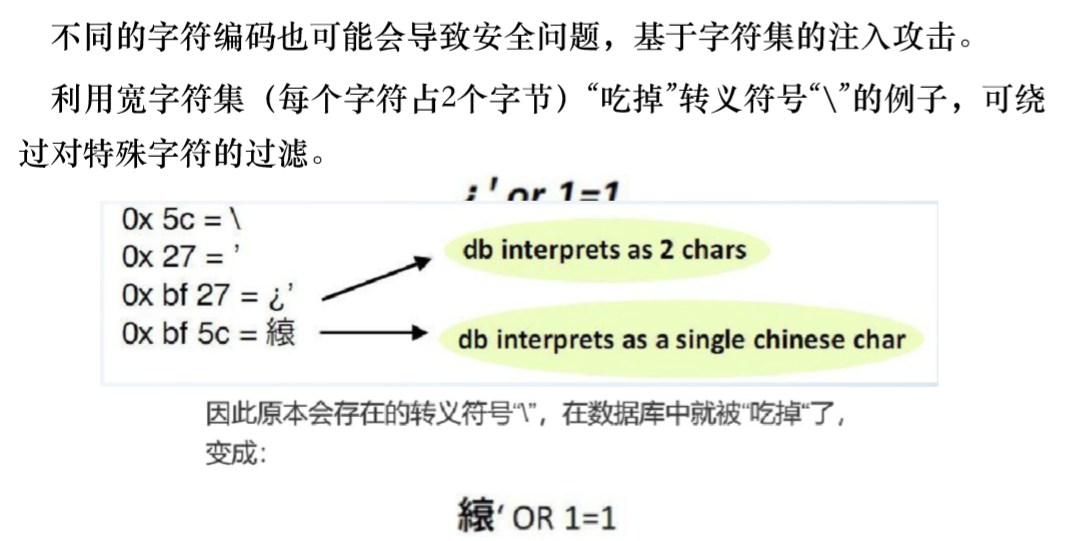 不同的字符编码也可能会导致安全问题，基于字符集的注入攻击。
利用宽字符集（每个字符占2个字节）“吃掉”转义符号“\”的例子，可绕
过对特殊字符的过滤。
¿' or 1=1
0x 5c = \
0x 27 = ’
0x bf 27 = ¿’
0x bf 5c = 縗
db interprets as 2 chars
db interprets as a single chinese char
因此原本会存在的转义符号“\”，在数据库中就被“吃掉“了，
变成：
縗‘ OR 1=1